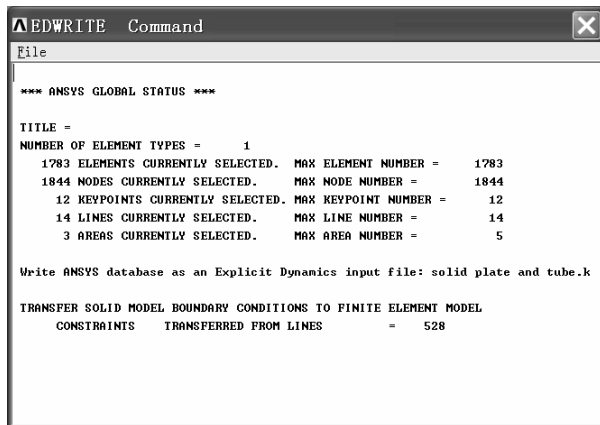 EDWRITE Command
File
*** ANSYS GLOBAL STATUS ***
TITLE =
NUMBER OF ELEMENT TYPES = 1
1783 ELEMENTS CURRENTLY SELECTED. MAX ELEMENT NUMBER = 1783
1844 NODES CURRENTLY SELECTED. MAX NODE NUMBER = 1844
12 KEYPOINTS CURRENTLY SELECTED. MAX KEYPOINT NUMBER = 12
14 LINES CURRENTLY SELECTED. MAX LINE NUMBER = 14
3 AREAS CURRENTLY SELECTED. MAX AREA NUMBER = 5
Write ANSYS database as an Explicit Dynamics input file: solid plate and tube.k
TRANSFER SOLID MODEL BOUNDARY CONDITIONS TO FINITE ELEMENT MODEL
CONSTRAINTS TRANSFERRED FROM LINES = 528